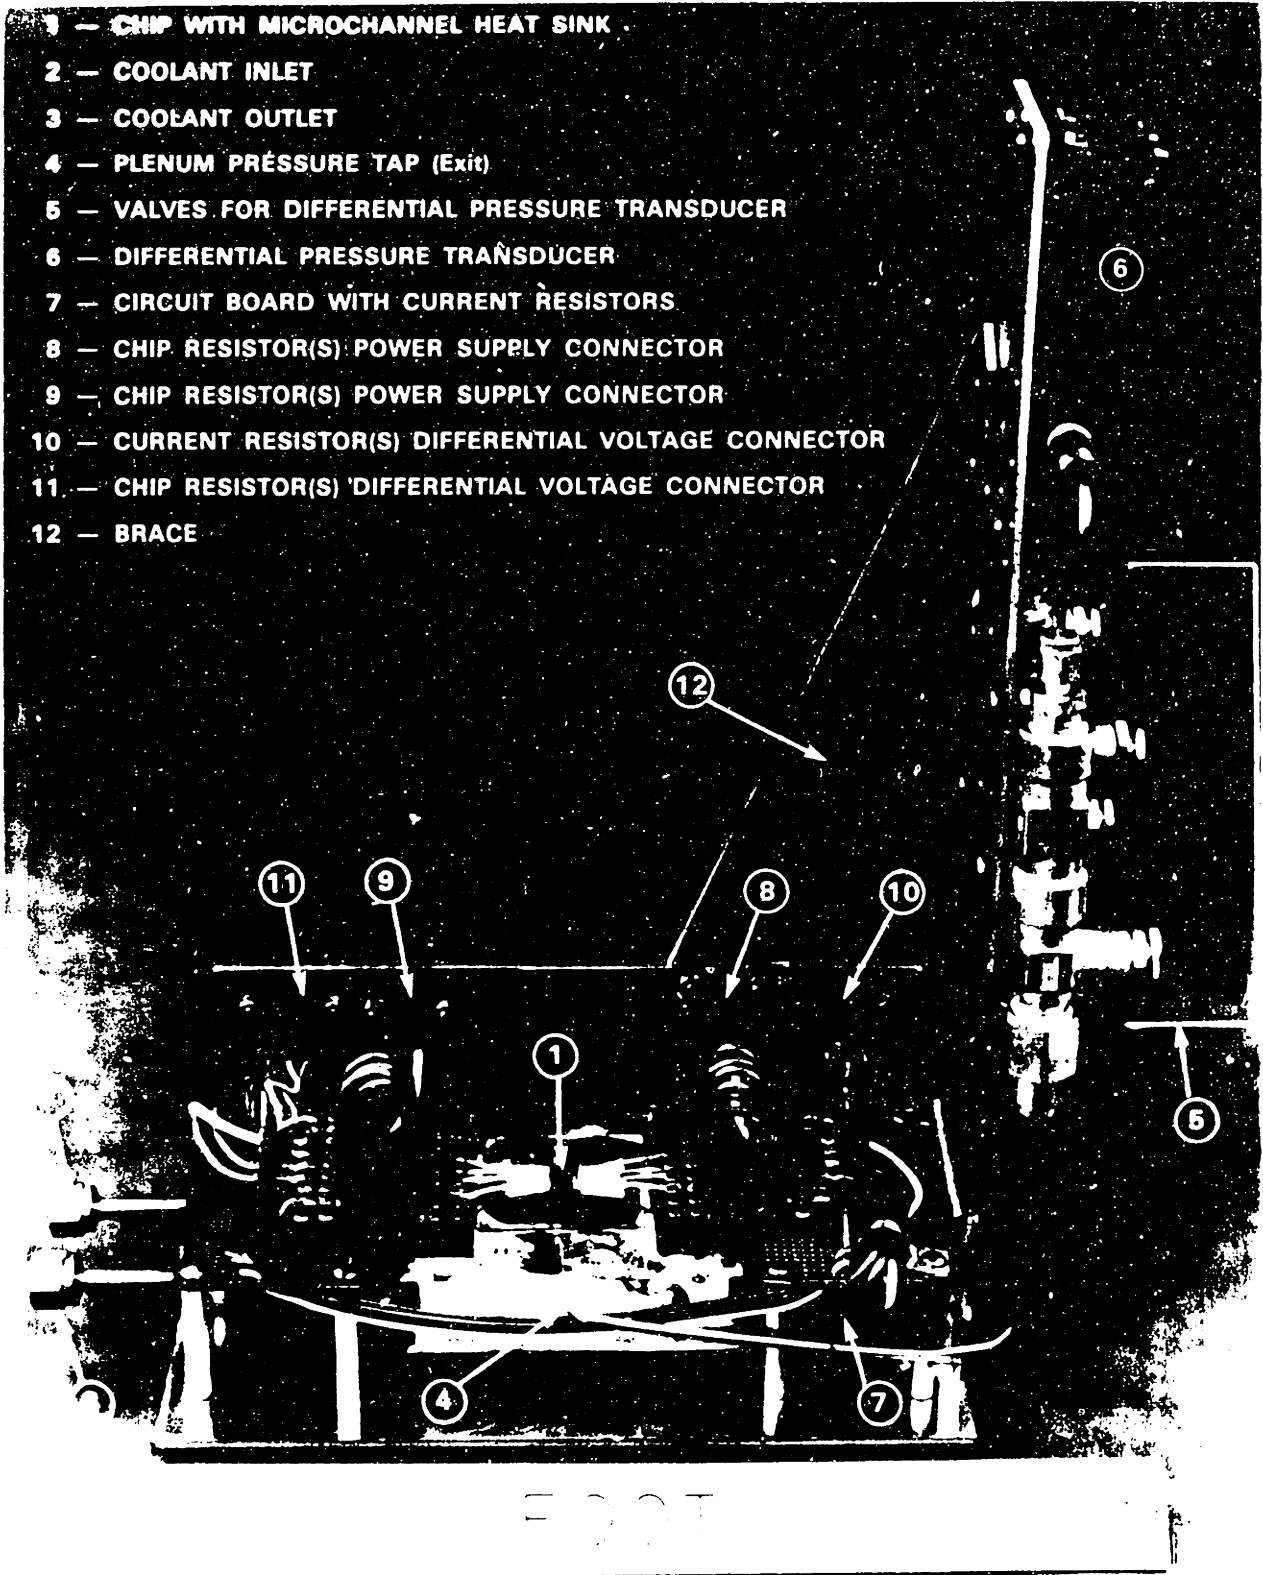 1 — CHIP WITH MICROCHANNEL HEAT SINK
2 — COOLANT INLET
3 — COOLANT OUTLET
4 — PLENUM PRESSURE TAP (Exit)
5 — VALVES FOR DIFFERENTIAL PRESSURE TRANSDUCER
6 — DIFFERENTIAL PRESSURE TRANSDUCER
7 — CIRCUIT BOARD WITH CURRENT RESISTORS
8 — CHIP RESISTOR(S) POWER SUPPLY CONNECTOR
9 — CHIP RESISTOR(S) POWER SUPPLY CONNECTOR
10 — CURRENT RESISTOR(S) DIFFERENTIAL VOLTAGE CONNECTOR
11 — CHIP RESISTOR(S) DIFFERENTIAL VOLTAGE CONNECTOR
12 — BRACE
6
12
11
9
8
10
1
5
4
7